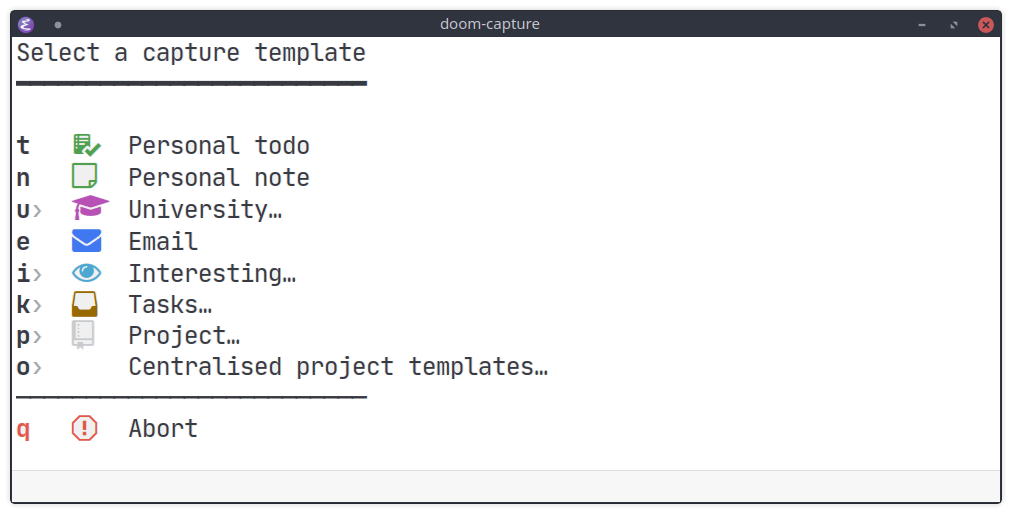 doom-capture
Select a capture template
t Personal todo
n Personal note
u› University…
e Email
i› Interesting…
k› Tasks…
p› Project…
o› Centralised project templates…
q Abort